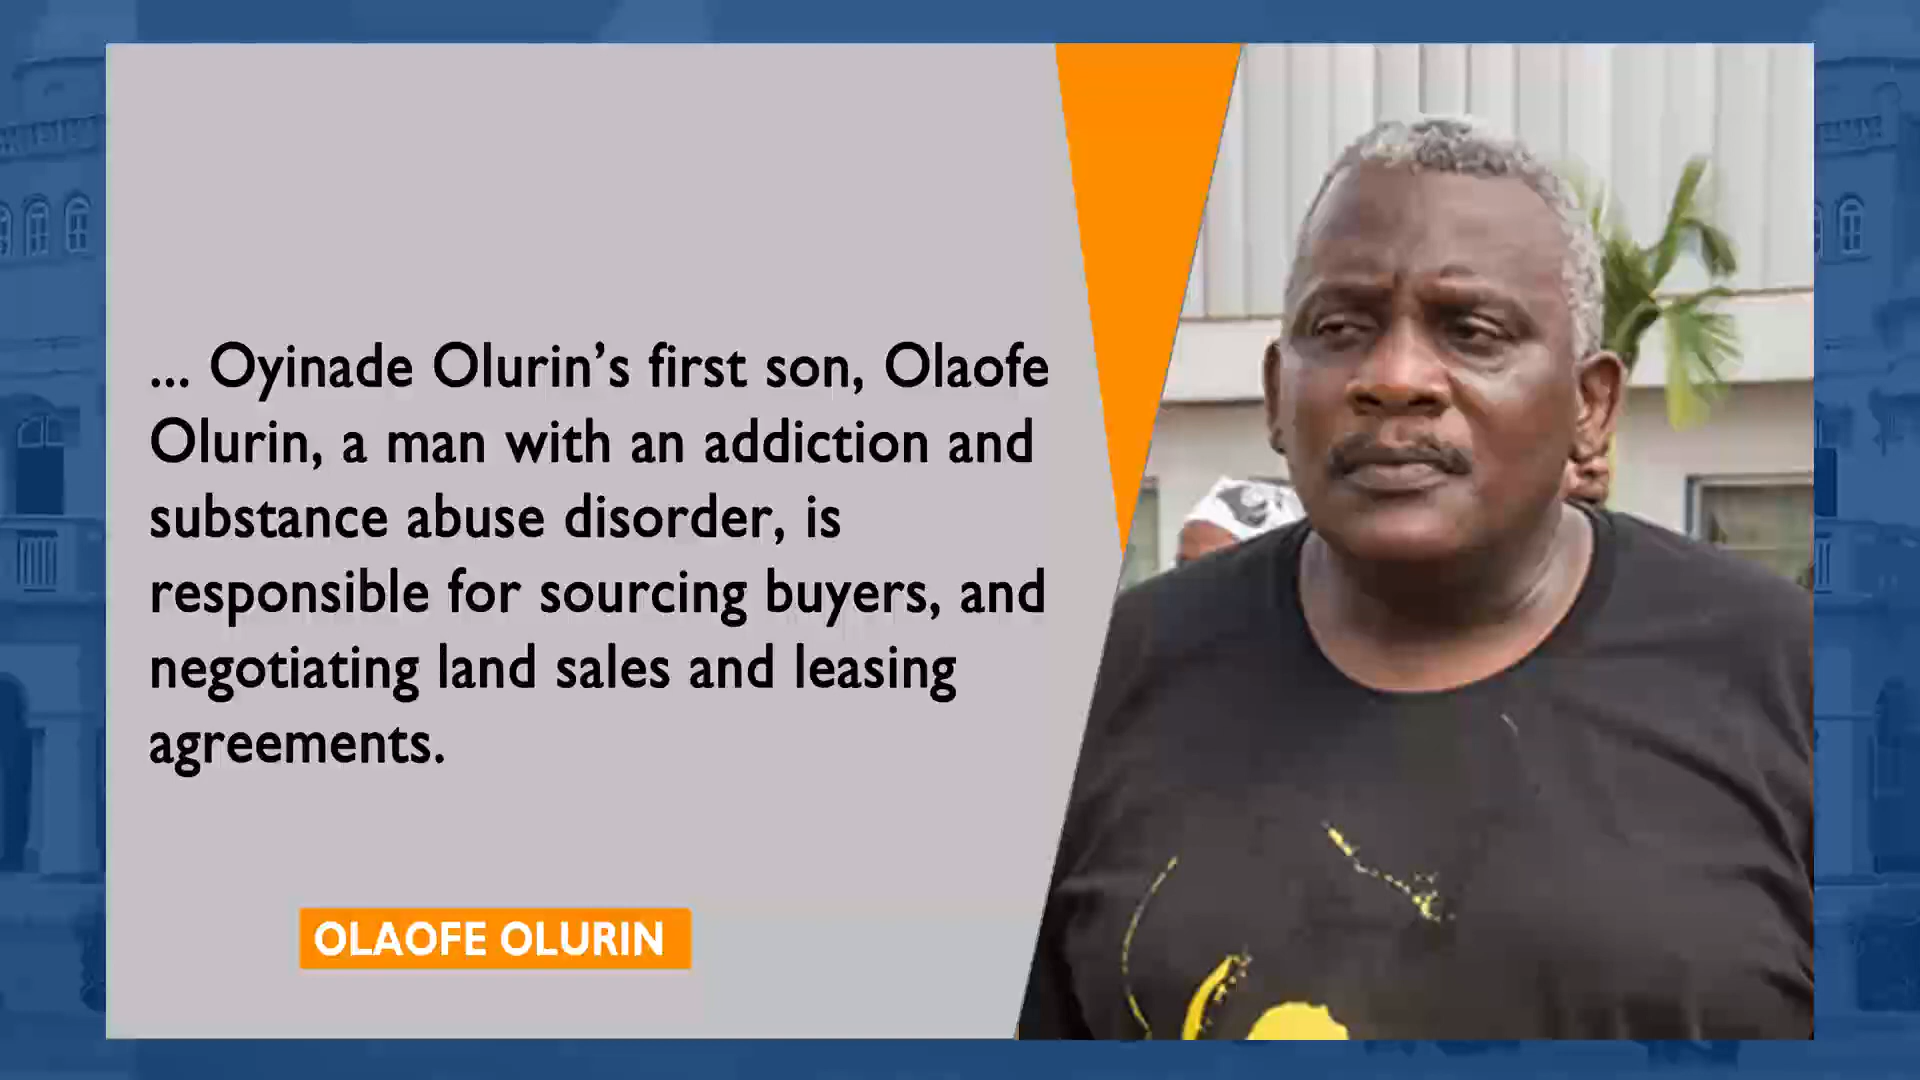 ... Oyinade Olurin’s first son, Olaofe
Olurin, a man with an addiction and
substance abuse disorder, is
responsible for sourcing buyers, and
negotiating land sales and leasing
agreements.
OLAOFE OLURIN